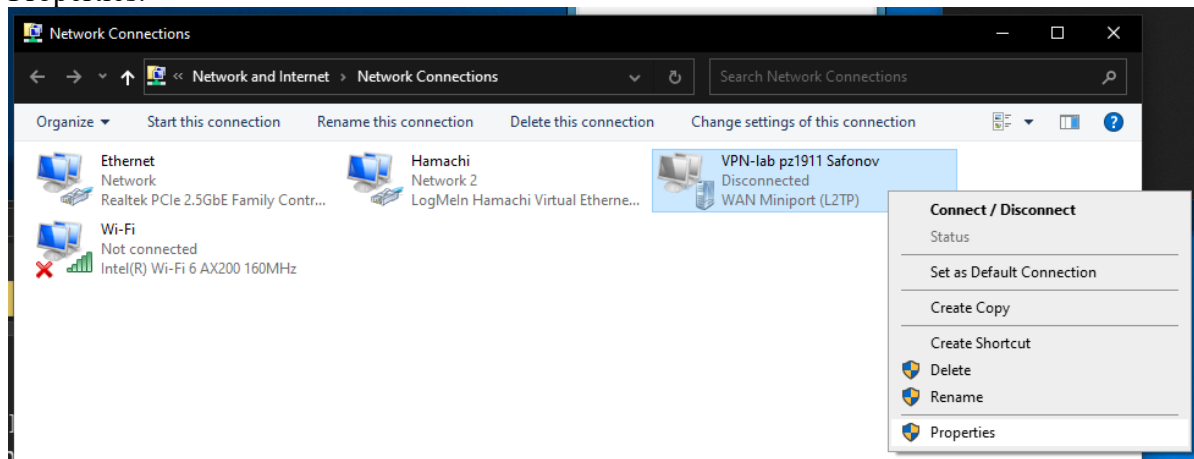 Network Connections
« Network and Internet › Network Connections
Search Network Connections
Organize
Start this connection
Rename this connection
Delete this connection
Change settings of this connection
Ethernet
Network
Realtek PCIe 2.5GbE Family Contr...
Hamachi
Network 2
LogMeIn Hamachi Virtual Etherne...
VPN-lab pz1911 Safonov
Disconnected
WAN Miniport (L2TP)
Wi-Fi
Not connected
Intel(R) Wi-Fi 6 AX200 160MHz
Connect / Disconnect
Status
Set as Default Connection
Create Copy
Create Shortcut
Delete
Rename
Properties